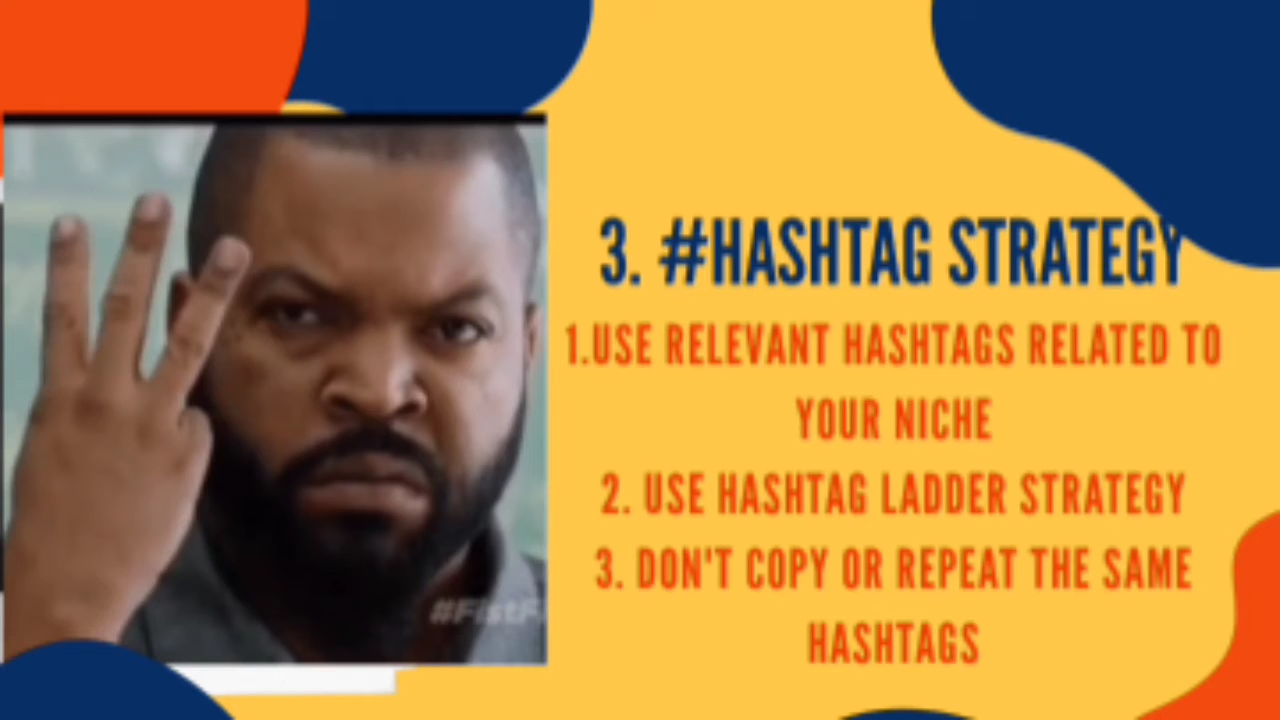 3. #HASHTAG STRATEGY
1.USE RELEVANT HASHTAGS RELATED TO
YOUR NICHE
2. USE HASHTAG LADDER STRATEGY
3. DON'T COPY OR REPEAT THE SAME
HASHTAGS
#FistF